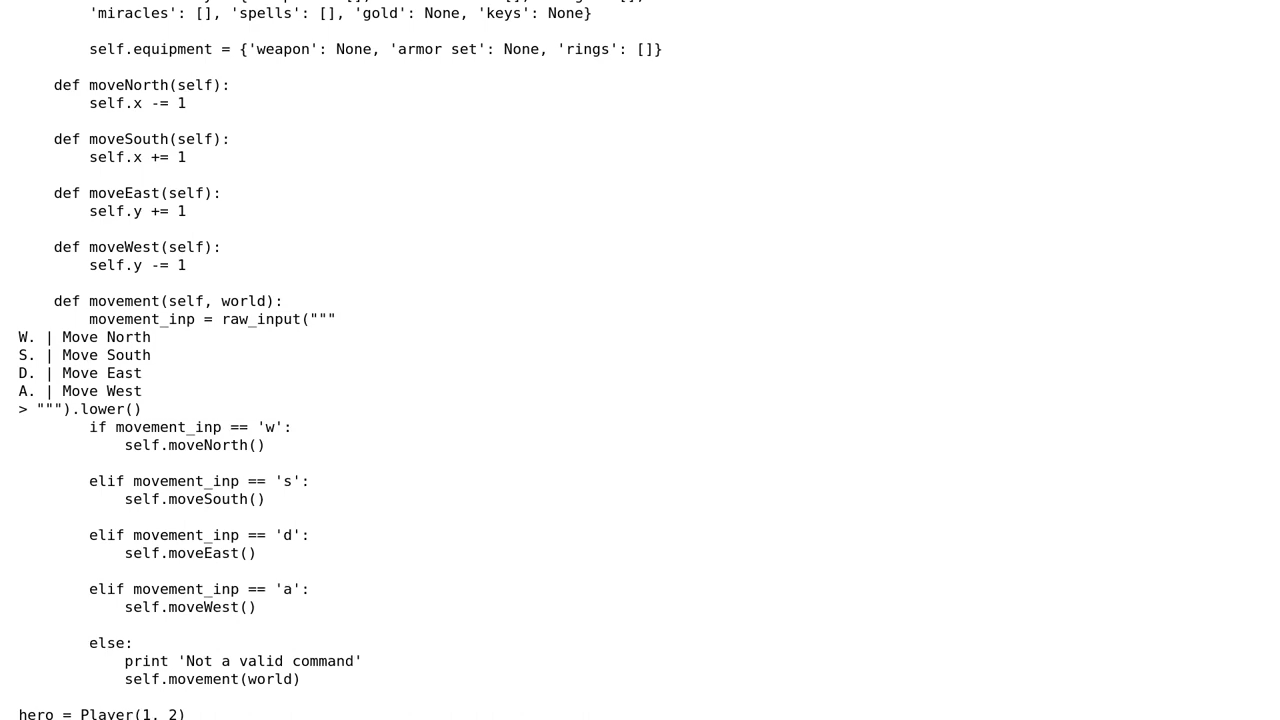 'miracles': [], 'spells': [], 'gold': None, 'keys': None}
self.equipment = {'weapon': None, 'armor set': None, 'rings': []}
def moveNorth(self):
self.x -= 1
def moveSouth(self):
self.x += 1
def moveEast(self):
self.y += 1
def moveWest(self):
self.y -= 1
def movement(self, world):
movement_inp = raw_input("""
W. | Move North
S. | Move South
D. | Move East
A. | Move West
> """).lower()
if movement_inp == 'w':
self.moveNorth()
elif movement_inp == 's':
self.moveSouth()
elif movement_inp == 'd':
self.moveEast()
elif movement_inp == 'a':
self.moveWest()
else:
print 'Not a valid command'
self.movement(world)
hero = Player(1, 2)